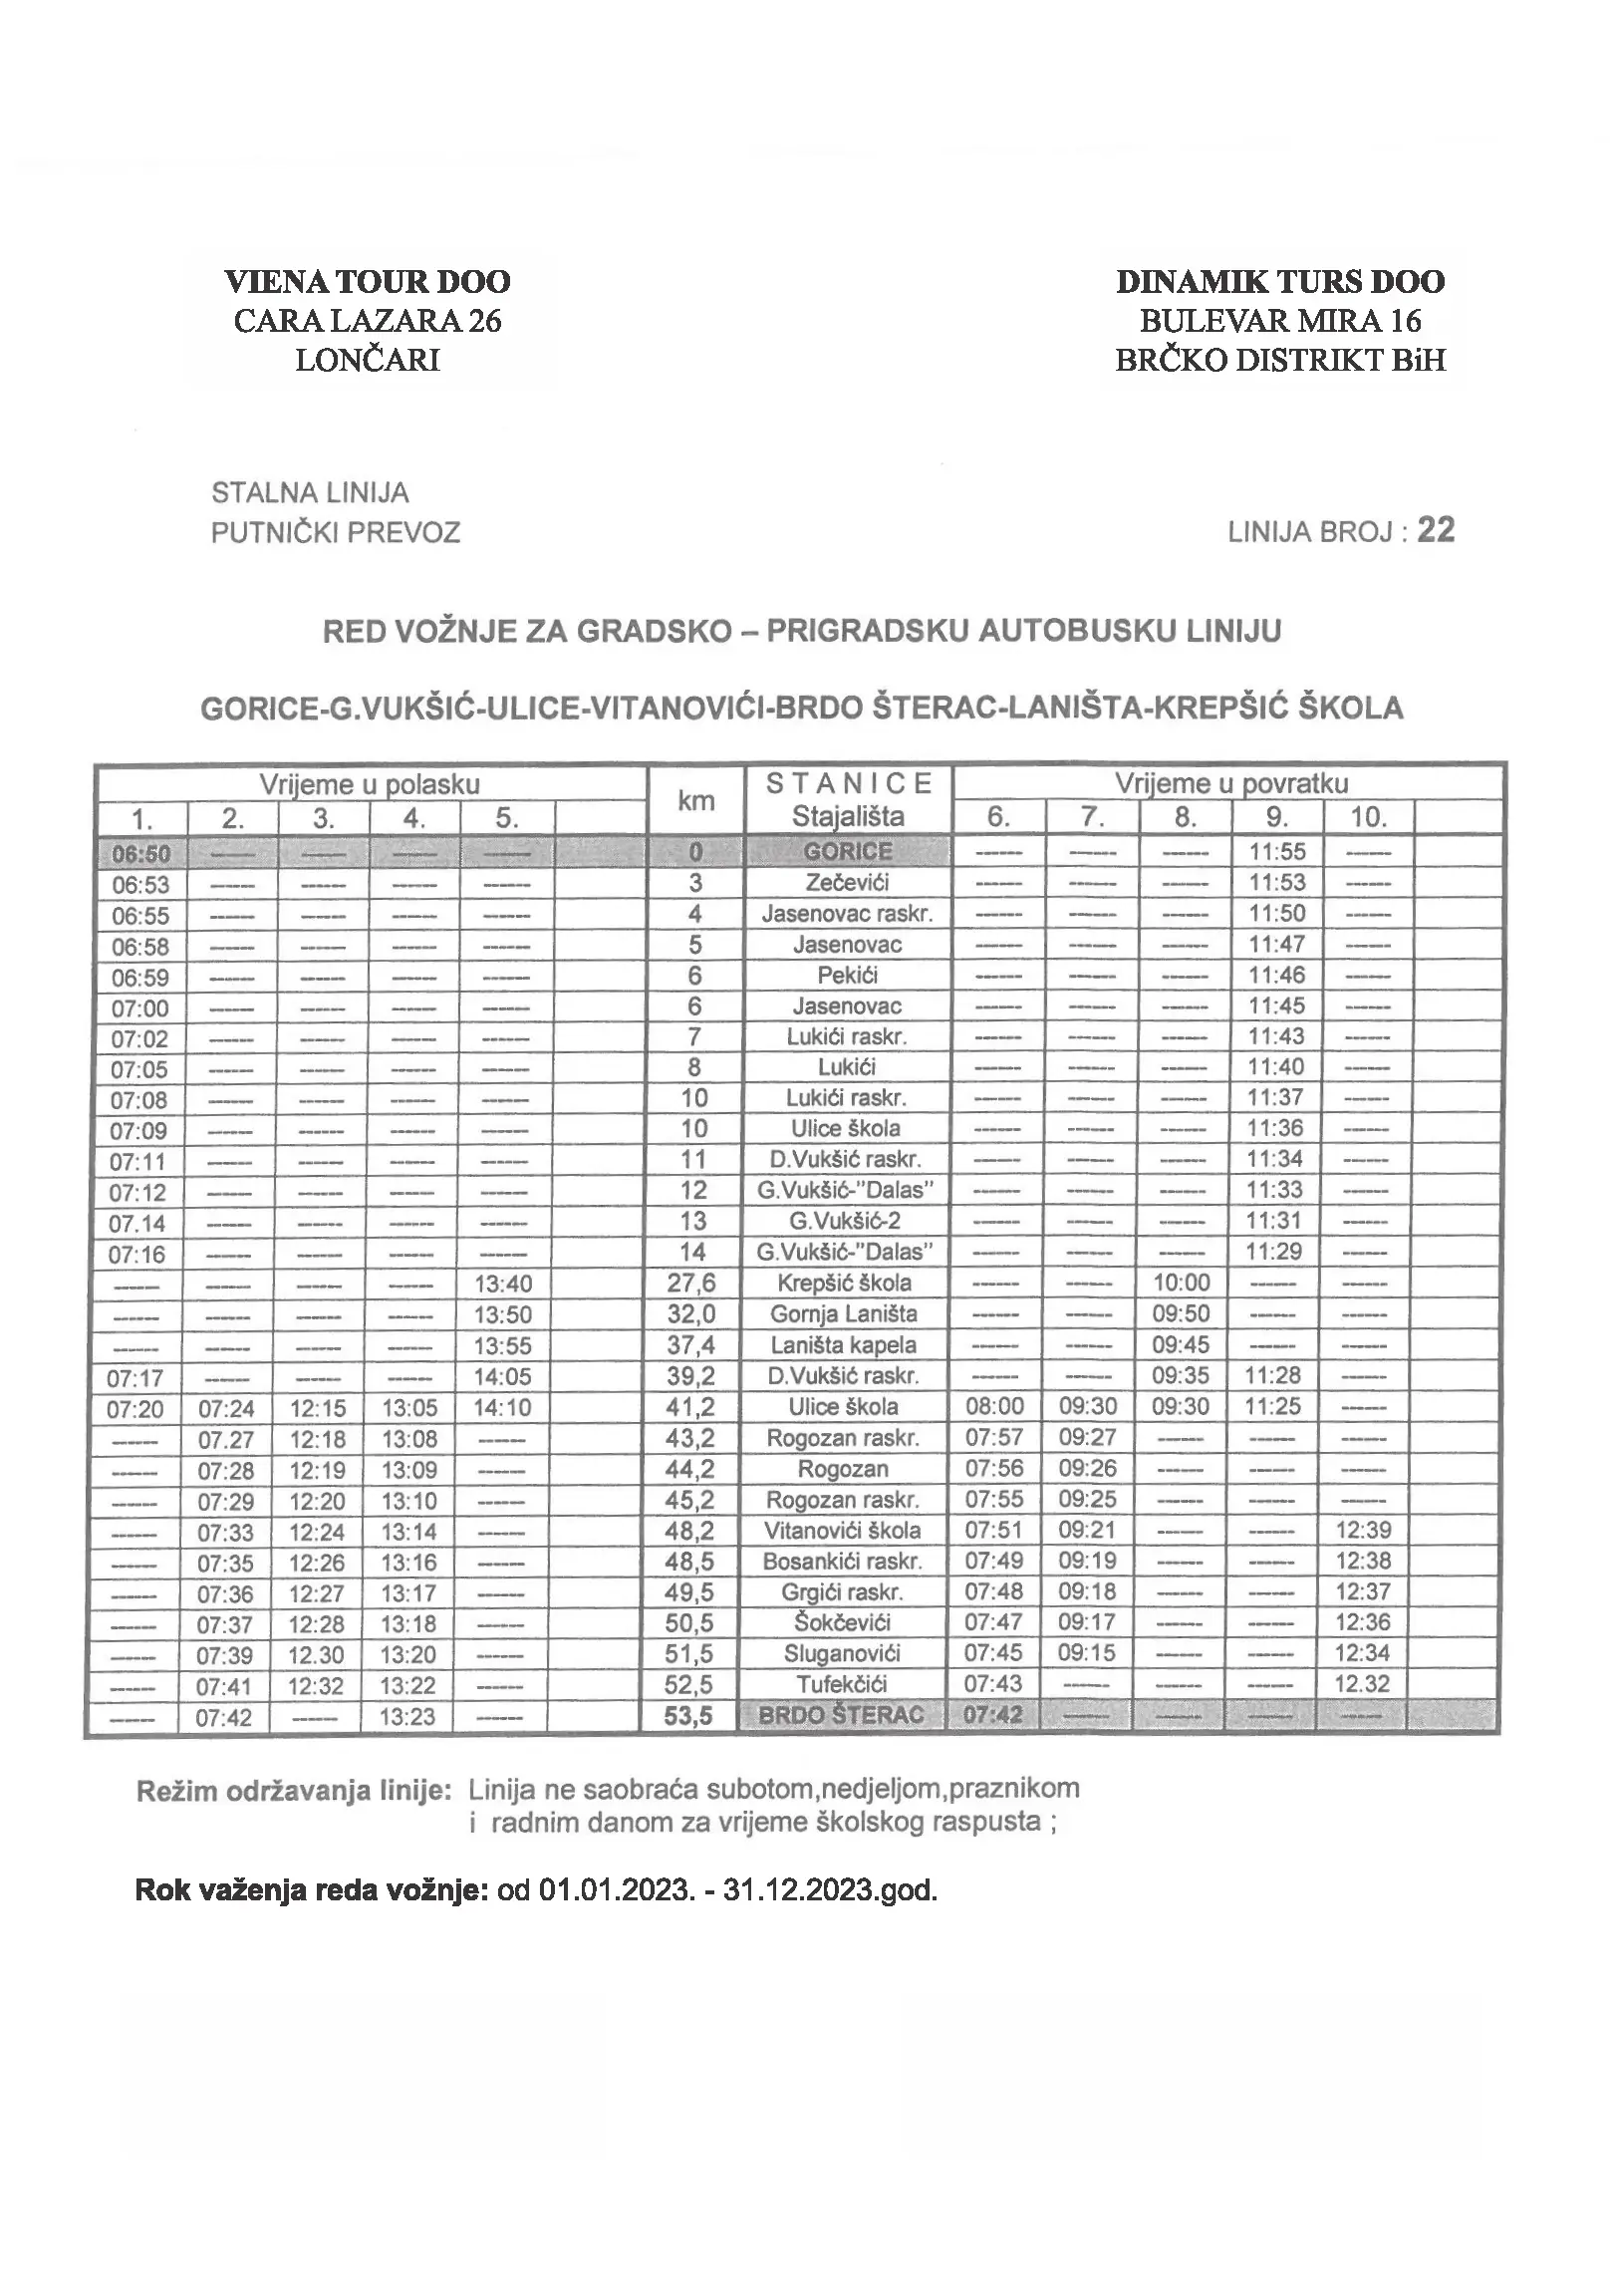 VIENA TOUR DOO
CARA LAZARA 26
LONČARI
DINAMIK TURS DOO
BULEVAR MIRA 16
BRČKO DISTRIKT BiH
STALNA LINIJA
PUTNIČKI PREVOZ
LINIJA BROJ : 22
RED VOŽNJE ZA GRADSKO – PRIGRADSKU AUTOBUSKU LINIJU
GORICE-G.VUKŠIĆ-ULICE-VITANOVIĆI-BRDO ŠTERAC-LANIŠTA-KREPŠIĆ ŠKOLA
Vrijeme u polasku km STANICE Stajališta Vrijeme u povratku
1. 2. 3. 4. 5. 6. 7. 8. 9. 10.
06:50 ---- ---- ---- ---- 0 GORICE ---- ---- ---- 11:55 ----
06:53 ---- ---- ---- ---- 3 Zečevići ---- ---- ---- 11:53 ----
06:55 ---- ---- ---- ---- 4 Jasenovac raskr. ---- ---- ---- 11:50 ----
06:58 ---- ---- ---- ---- 5 Jasenovac ---- ---- ---- 11:47 ----
06:59 ---- ---- ---- ---- 6 Pekići ---- ---- ---- 11:46 ----
07:00 ---- ---- ---- ---- 6 Jasenovac ---- ---- ---- 11:45 ----
07:02 ---- ---- ---- ---- 7 Lukići raskr. ---- ---- ---- 11:43 ----
07:05 ---- ---- ---- ---- 8 Lukići ---- ---- ---- 11:40 ----
07:08 ---- ---- ---- ---- 10 Lukići raskr. ---- ---- ---- 11:37 ----
07:09 ---- ---- ---- ---- 10 Ulice škola ---- ---- ---- 11:36 ----
07:11 ---- ---- ---- ---- 11 D.Vukšić raskr. ---- ---- ---- 11:34 ----
07:12 ---- ---- ---- ---- 12 G.Vukšić-"Dalas" ---- ---- ---- 11:33 ----
07.14 ---- ---- ---- ---- 13 G.Vukšić-2 ---- ---- ---- 11:31 ----
07:16 ---- ---- ---- ---- 14 G.Vukšić-"Dalas" ---- ---- ---- 11:29 ----
---- ---- ---- ---- 13:40 27,6 Krepšić škola ---- ---- 10:00 ---- ----
---- ---- ---- ---- 13:50 32,0 Gornja Laništa ---- ---- 09:50 ---- ----
---- ---- ---- ---- 13:55 37,4 Laništa kapela ---- ---- 09:45 ---- ----
07:17 ---- ---- ---- 14:05 39,2 D.Vukšić raskr. ---- ---- 09:35 11:28 ----
07:20 07:24 12:15 13:05 14:10 41,2 Ulice škola 08:00 09:30 09:30 11:25 ----
---- 07.27 12:18 13:08 ---- 43,2 Rogozan raskr. 07:57 09:27 ---- ---- ----
---- 07:28 12:19 13:09 ---- 44,2 Rogozan 07:56 09:26 ---- ---- ----
---- 07:29 12:20 13:10 ---- 45,2 Rogozan raskr. 07:55 09:25 ---- ---- ----
---- 07:33 12:24 13:14 ---- 48,2 Vitanovići škola 07:51 09:21 ---- ---- 12:39
---- 07:35 12:26 13:16 ---- 48,5 Bosankići raskr. 07:49 09:19 ---- ---- 12:38
---- 07:36 12:27 13:17 ---- 49,5 Grgići raskr. 07:48 09:18 ---- ---- 12:37
---- 07:37 12:28 13:18 ---- 50,5 Šokčevići 07:47 09:17 ---- ---- 12:36
---- 07:39 12.30 13:20 ---- 51,5 Sluganovići 07:45 09:15 ---- ---- 12:34
---- 07:41 12:32 13:22 ---- 52,5 Tufekčići 07:43 ---- ---- ---- 12.32
---- 07:42 ---- 13:23 ---- 53,5 BRDO ŠTERAC 07:42 ---- ---- ---- ----
Režim održavanja linije: Linija ne saobraća subotom,nedjeljom,praznikom
i radnim danom za vrijeme školskog raspusta ;
Rok važenja reda vožnje: od 01.01.2023. - 31.12.2023.god.